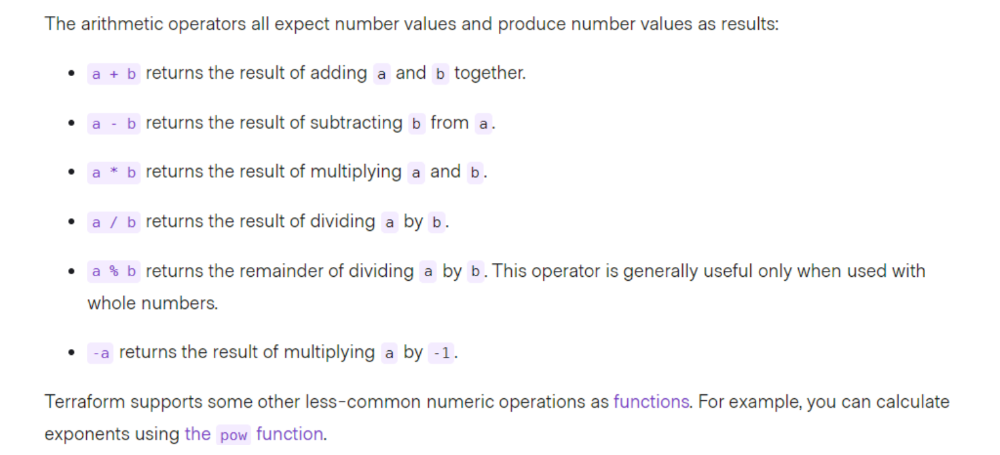 The arithmetic operators all expect number values and produce number values as results:
• a + b returns the result of adding a and b together.
• a - b returns the result of subtracting b from a.
• a * b returns the result of multiplying a and b.
• a / b returns the result of dividing a by b.
• a % b returns the remainder of dividing a by b. This operator is generally useful only when used with
whole numbers.
• -a returns the result of multiplying a by -1.
Terraform supports some other less-common numeric operations as functions. For example, you can calculate
exponents using the pow function.